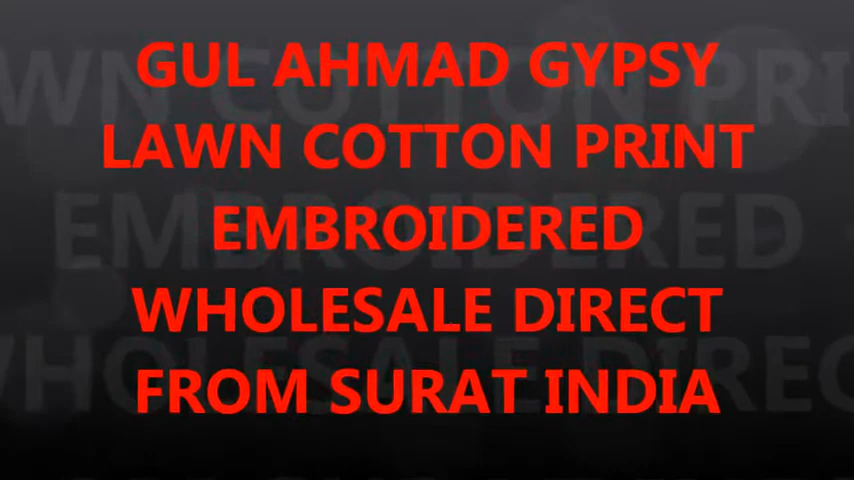 GUL AHMAD GYPSY
LAWN COTTON PRINT
EMBROIDERED
WHOLESALE DIRECT
FROM SURAT INDIA